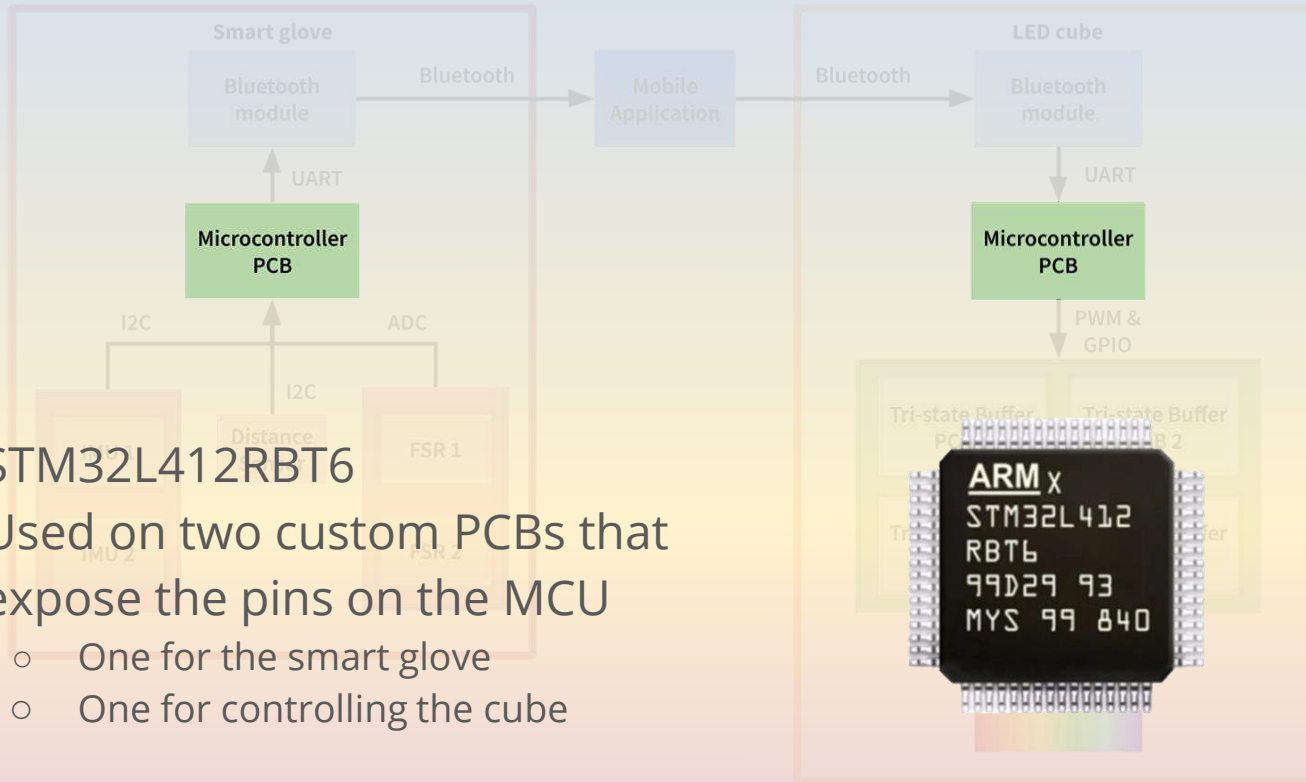 Smart glove
LED cube
Bluetooth
module
Bluetooth
Mobile
Application
Bluetooth
Bluetooth
module
UART
UART
Microcontroller
PCB
Microcontroller
PCB
I2C
ADC
PWM &
GPIO
I2C
IMU 1
Distance
FSR 1
Tri-state Buffer
Tri-state Buffer
B 2
IMU 2
FSR 2
STM32L412RBT6
Used on two custom PCBs that
expose the pins on the MCU
○ One for the smart glove
○ One for controlling the cube
ARM X
STM32L412
RBT6
99D29 93
MYS 99 840